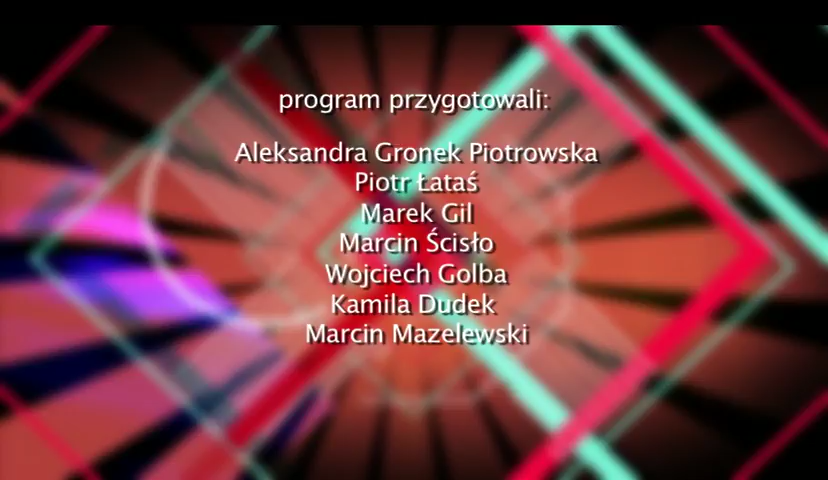 program przygotowali:
Aleksandra Gronek Piotrowska
Piotr Łataś
Marek Gil
Marcin Ścisło
Wojciech Golba
Kamila Dudek
Marcin Mazelewski